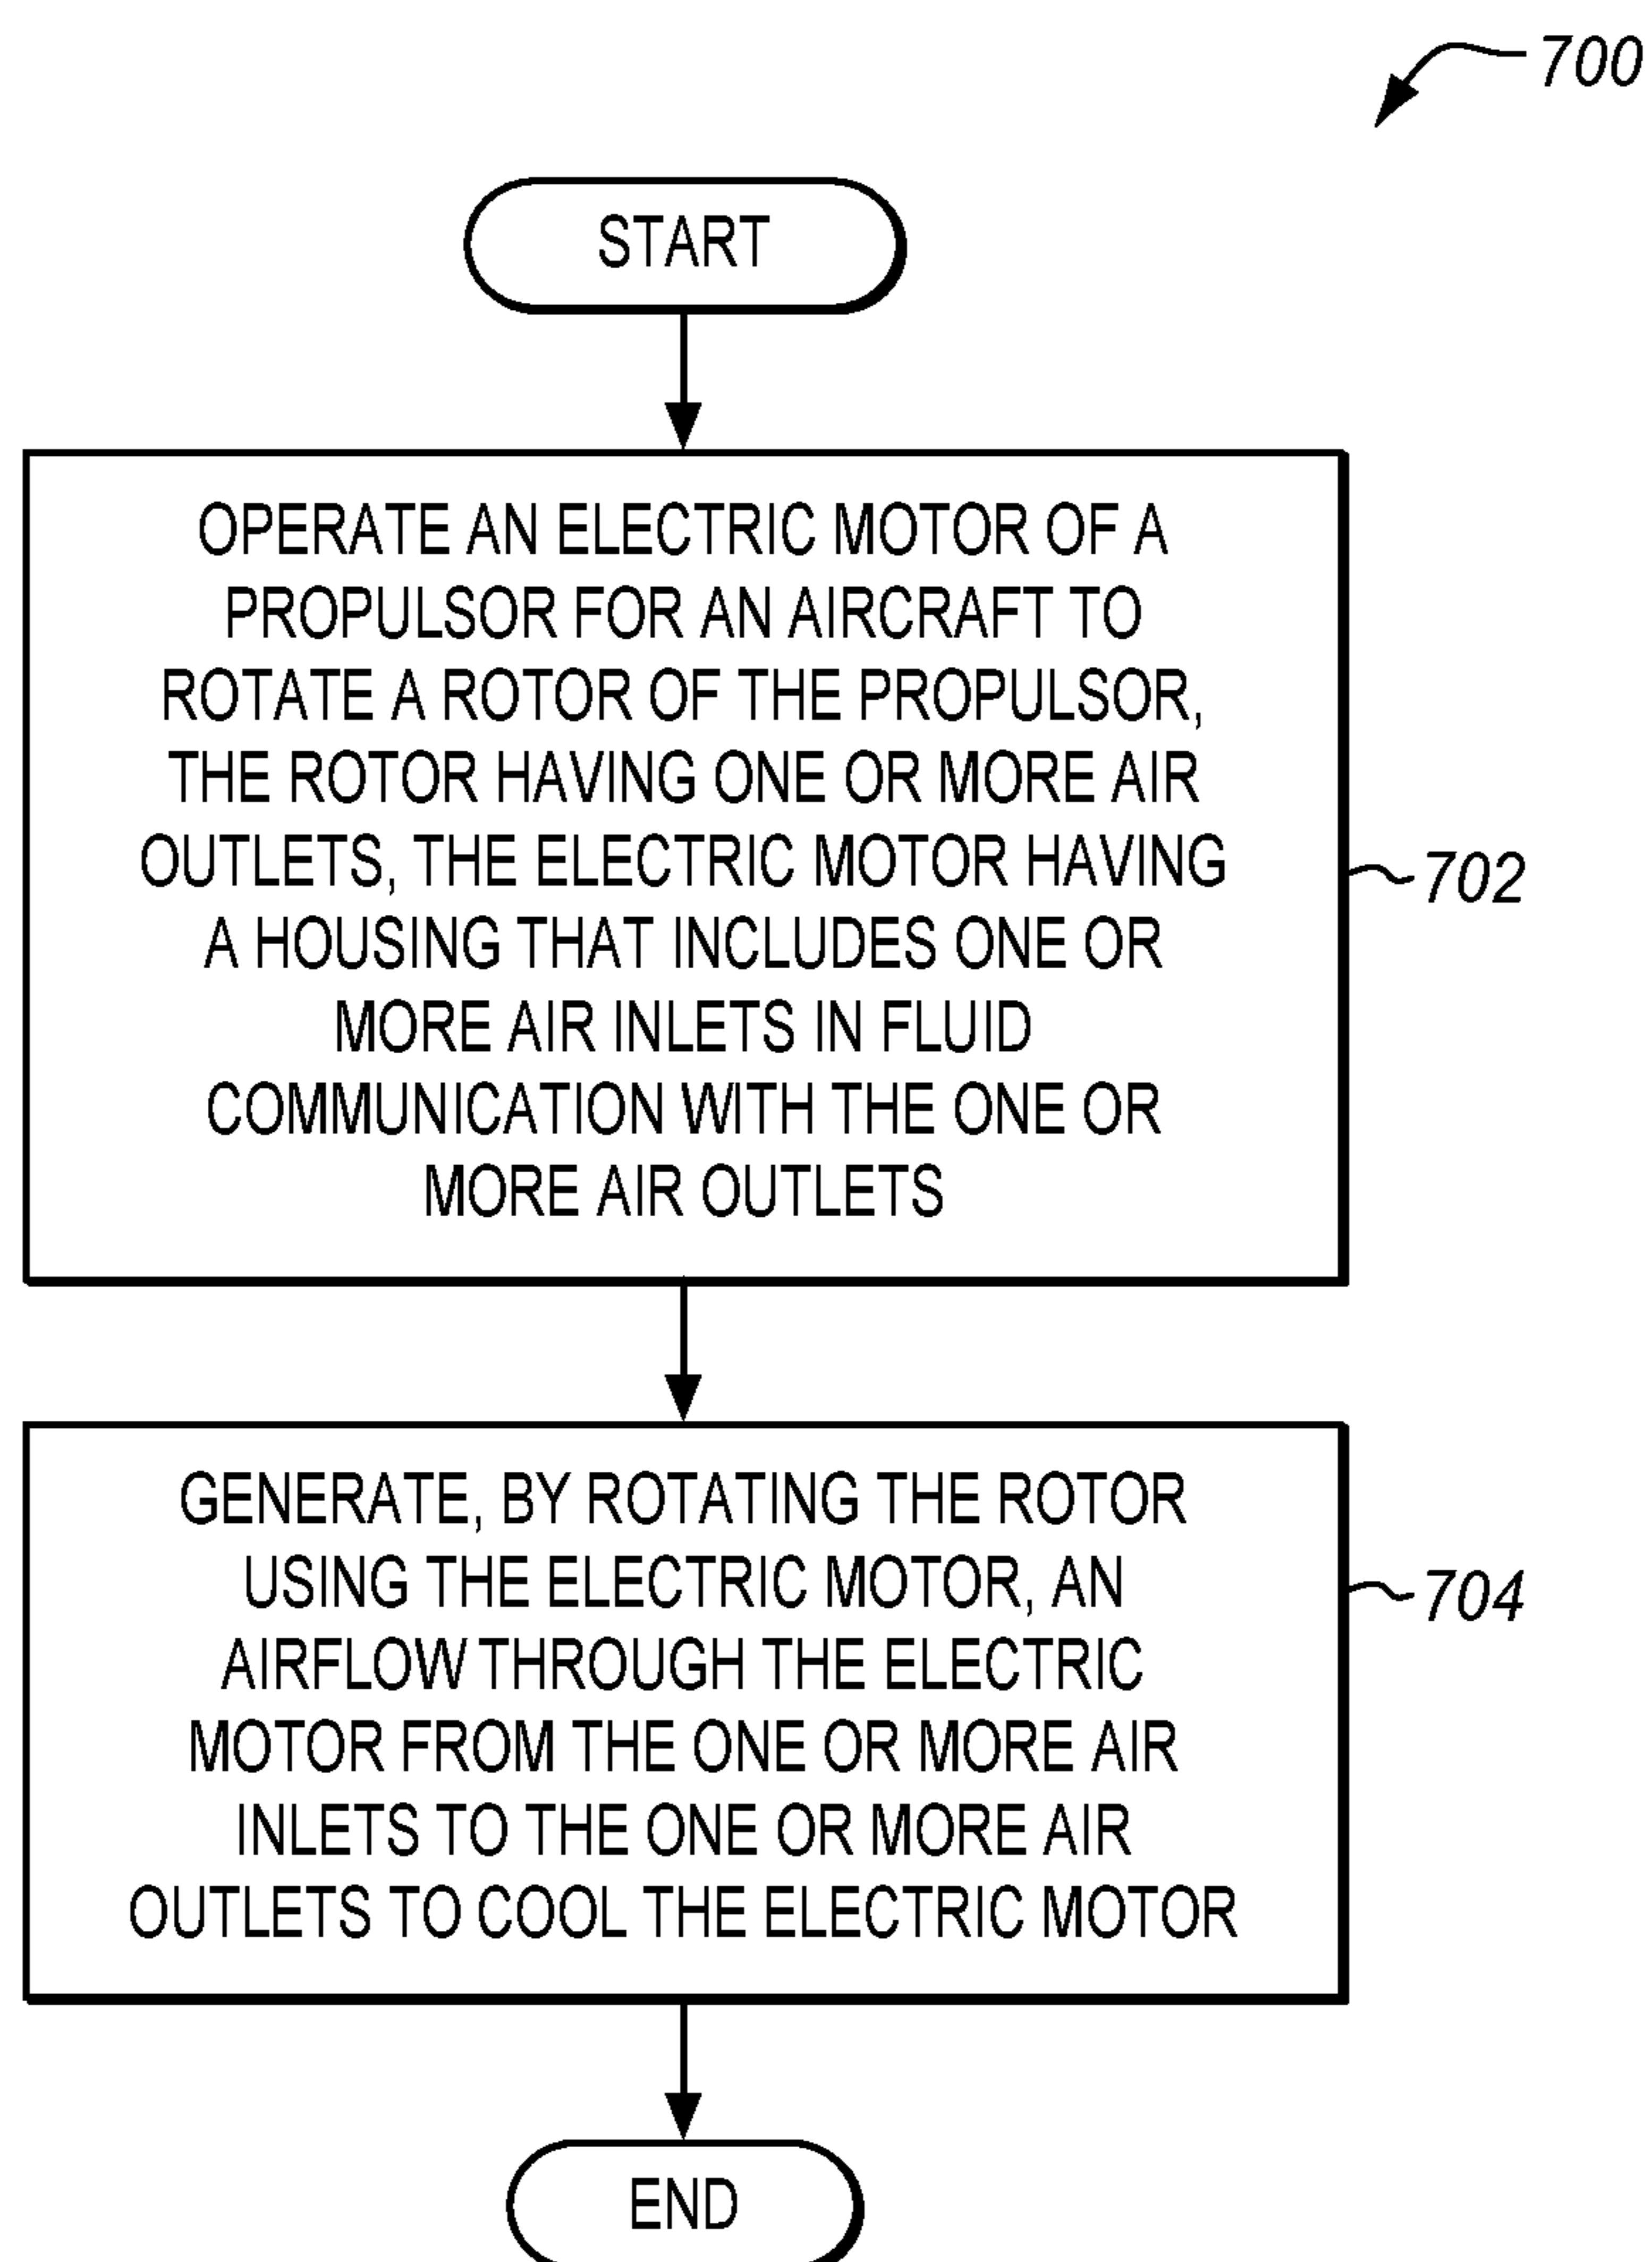 700
START
OPERATE AN ELECTRIC MOTOR OF A
PROPULSOR FOR AN AIRCRAFT TO
ROTATE A ROTOR OF THE PROPULSOR,
THE ROTOR HAVING ONE OR MORE AIR
OUTLETS, THE ELECTRIC MOTOR HAVING
A HOUSING THAT INCLUDES ONE OR
MORE AIR INLETS IN FLUID
COMMUNICATION WITH THE ONE OR
MORE AIR OUTLETS
702
GENERATE, BY ROTATING THE ROTOR
USING THE ELECTRIC MOTOR, AN
AIRFLOW THROUGH THE ELECTRIC
MOTOR FROM THE ONE OR MORE AIR
INLETS TO THE ONE OR MORE AIR
OUTLETS TO COOL THE ELECTRIC MOTOR
704
END